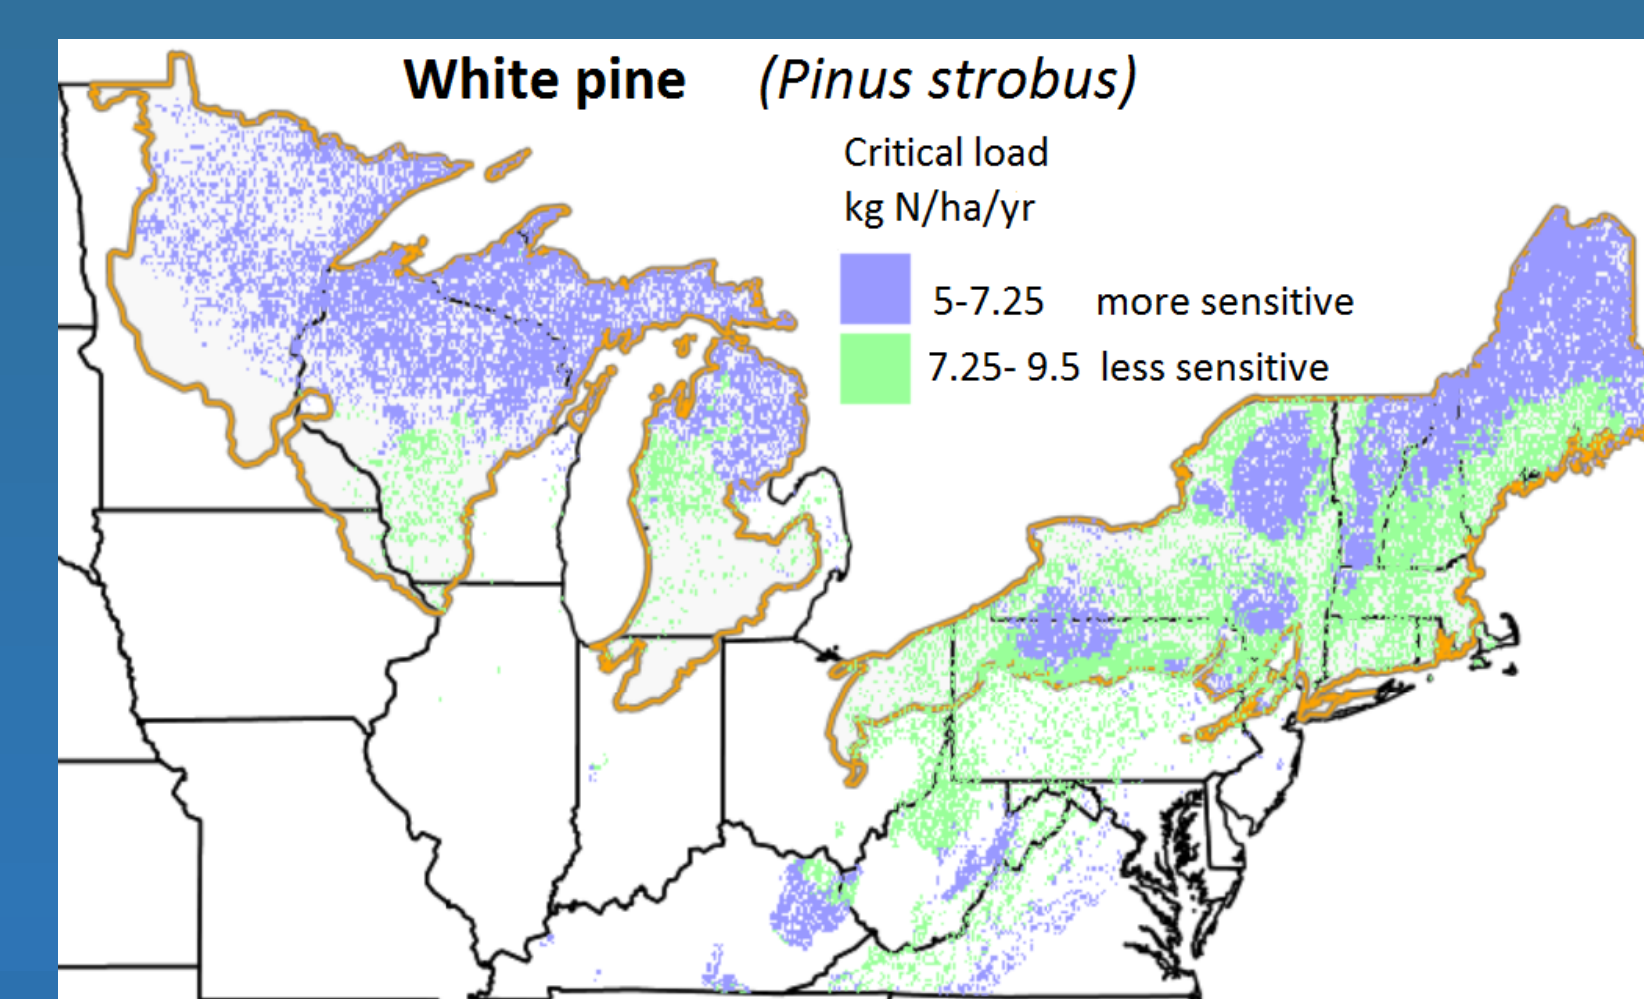 White pine (Pinus strobus)
Critical load
kg N/ha/yr
5-7.25 more sensitive
7.25- 9.5 less sensitive